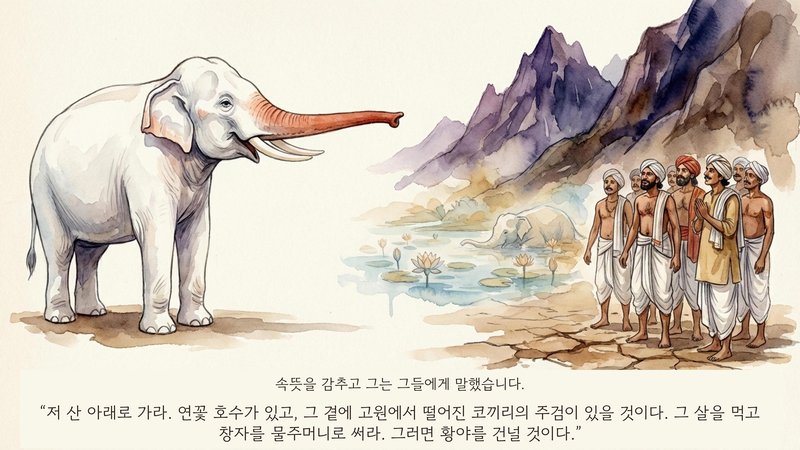 속뜻을 감추고 그는 그들에게 말했습니다.
“저 산 아래로 가라. 연꽃 호수가 있고, 그 곁에 고원에서 떨어진 코끼리의 주검이 있을 것이다. 그 살을 먹고
창자를 물주머니로 써라. 그러면 황야를 건널 것이다.”